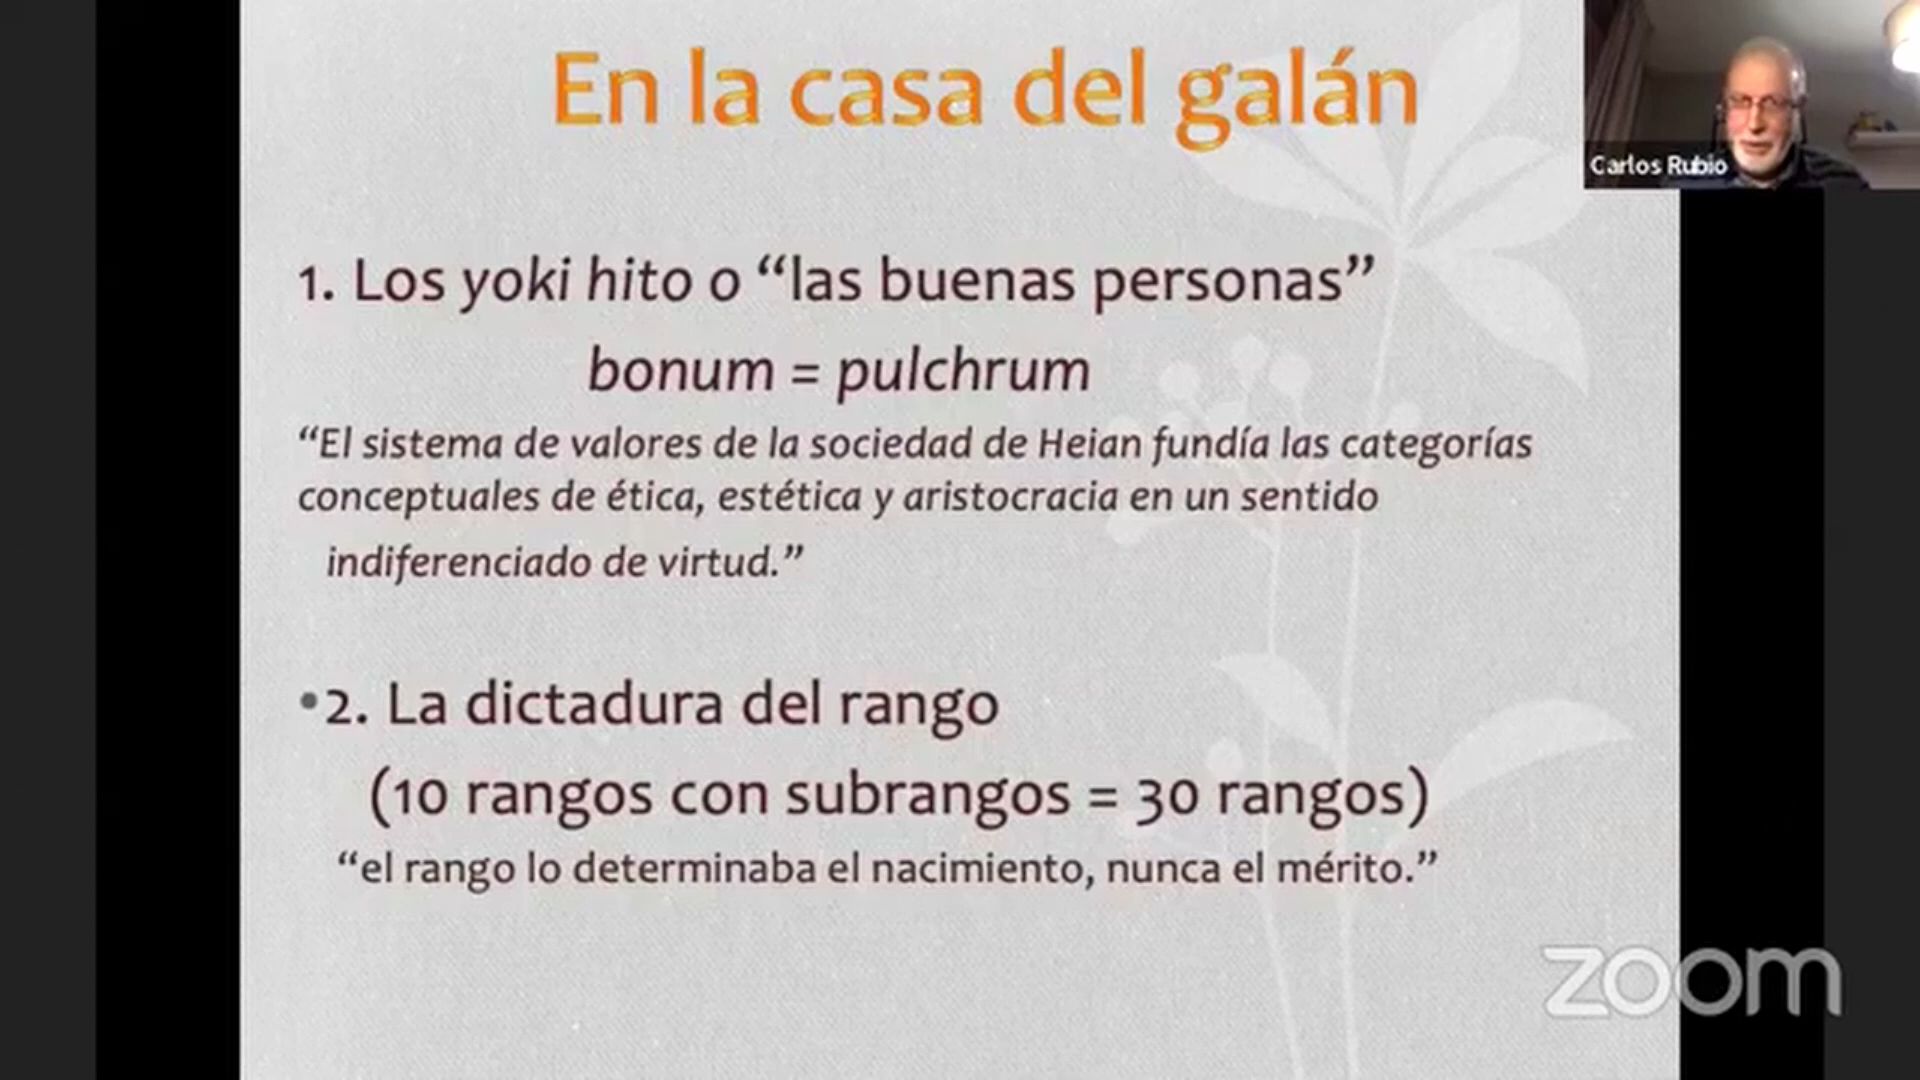 En la casa del galán
Carlos Rubio
1. Los yoki hito o “las buenas personas”
bonum = pulchrum
“El sistema de valores de la sociedad de Heian fundía las categorías
conceptuales de ética, estética y aristocracia en un sentido
indiferenciado de virtud.”
•2. La dictadura del rango
(10 rangos con subrangos = 30 rangos)
“el rango lo determinaba el nacimiento, nunca el mérito.”
zoom